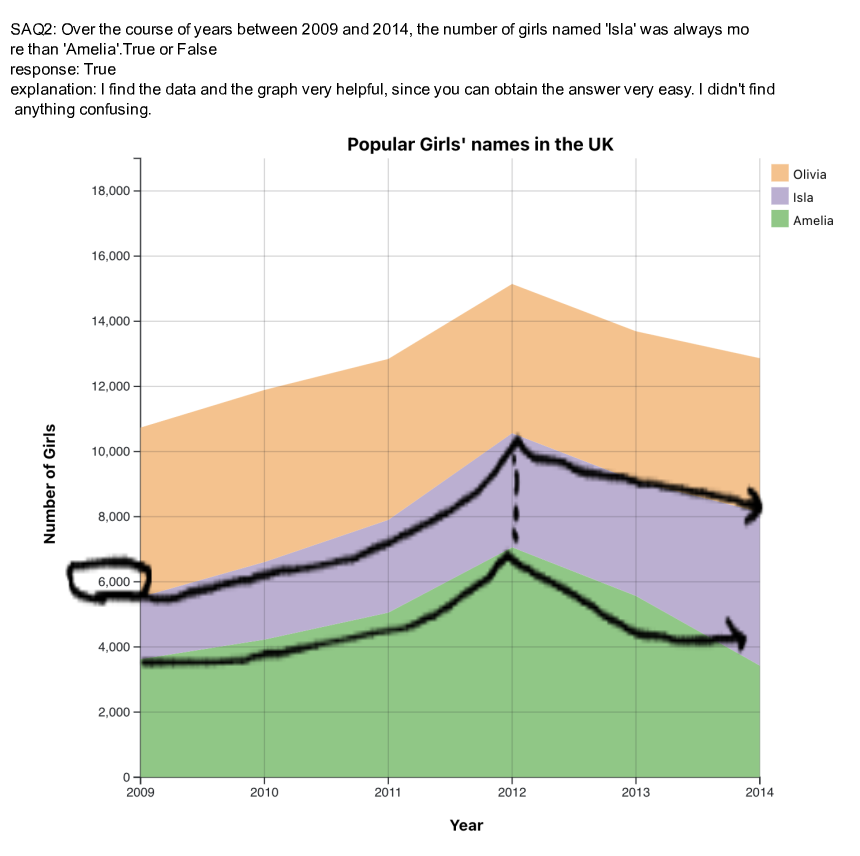 SAQ2: Over the course of years between 2009 and 2014, the number of girls named 'Isla' was always mo
re than 'Amelia'.True or False
response: True
explanation: I find the data and the graph very helpful, since you can obtain the answer very easy. I didn't find
anything confusing.
Popular Girls' names in the UK
Olivia
Isla
Amelia
18,000
16,000
14,000
12,000
10,000
8,000
6,000
4,000
2,000
0
Number of Girls
2009 2010 2011 2012 2013 2014
Year